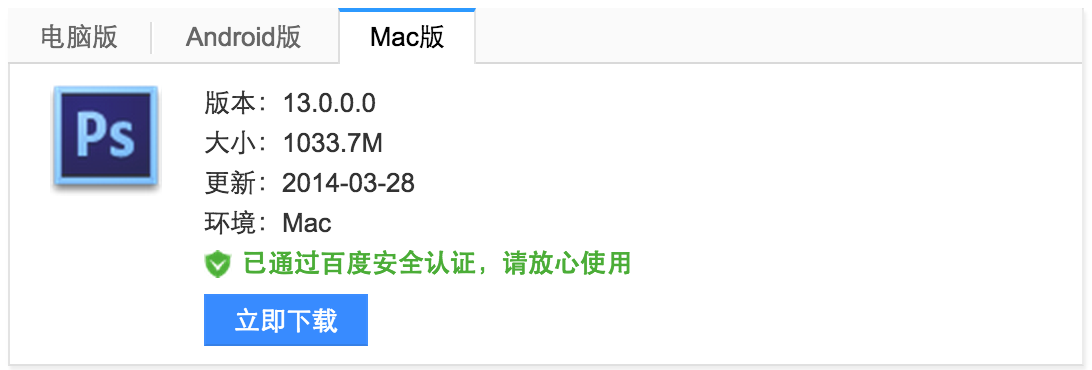 电脑版 Android版 Mac版
Ps
版本：13.0.0.0
大小：1033.7M
更新：2014-03-28
环境：Mac
已通过百度安全认证，请放心使用
立即下载